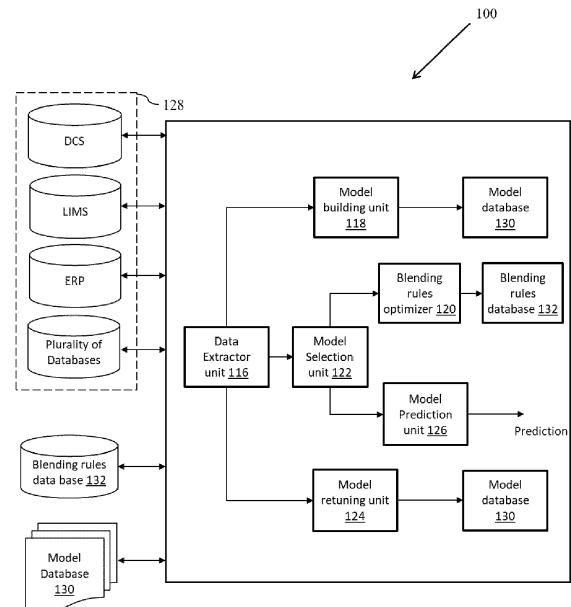 100
128
DCS
LIMS
ERP
Plurality of
Databases
Blending rules
data base 132
Model
Database
130
Model
building unit
118
Model
database
130
Blending
rules
optimizer 120
Blending
rules
database 132
Data
Extractor
unit 116
Model
Selection
unit 122
Model
Prediction
unit 126
Prediction
Model
retuning unit
124
Model
database
130